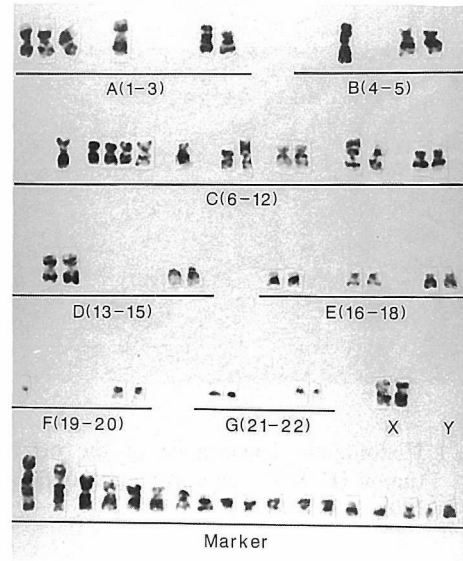 A(1-3) B(4-5)
C(6-12)
D(13-15) E(16-18)
F(19-20) G(21-22) X Y
Marker